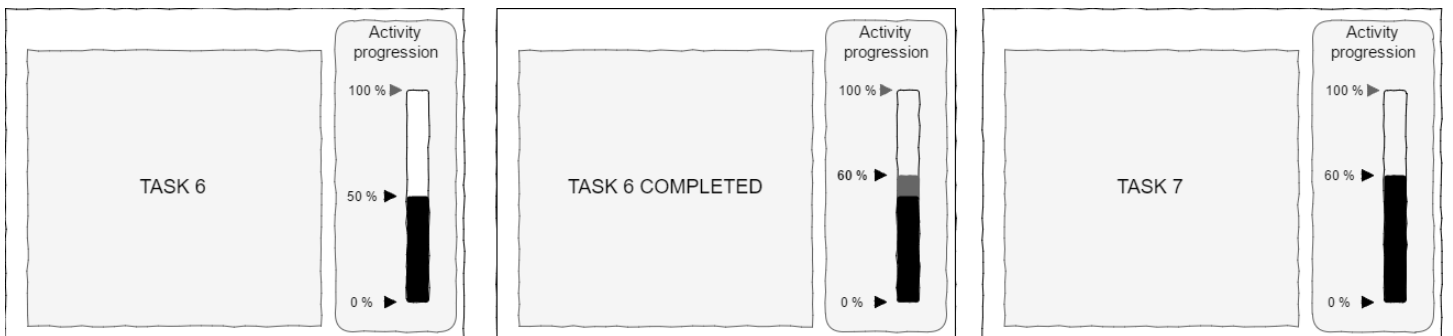 Activity
progression
100 %
TASK 6
50 %
0 %
Activity
progression
100 %
60 %
TASK 6 COMPLETED
0 %
Activity
progression
100 %
60 %
TASK 7
0 %